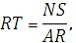 RT = NS/AR,